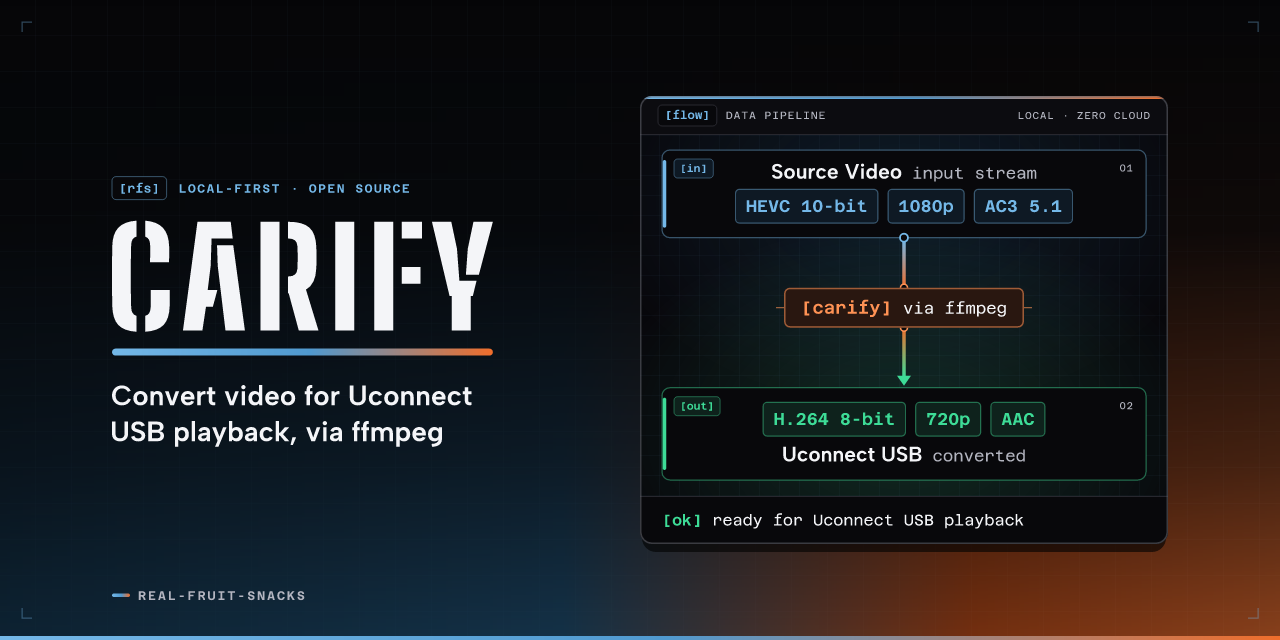 [rfs] LOCAL-FIRST · OPEN SOURCE
CARIFY
Convert video for Uconnect
USB playback, via ffmpeg
REAL-FRUIT-SNACKS
[flow] DATA PIPELINE LOCAL · ZERO CLOUD
[in] Source Video input stream 01
HEVC 10-bit 1080p AC3 5.1
[carify] via ffmpeg
[out] H.264 8-bit 720p AAC 02
Uconnect USB converted
[ok] ready for Uconnect USB playback